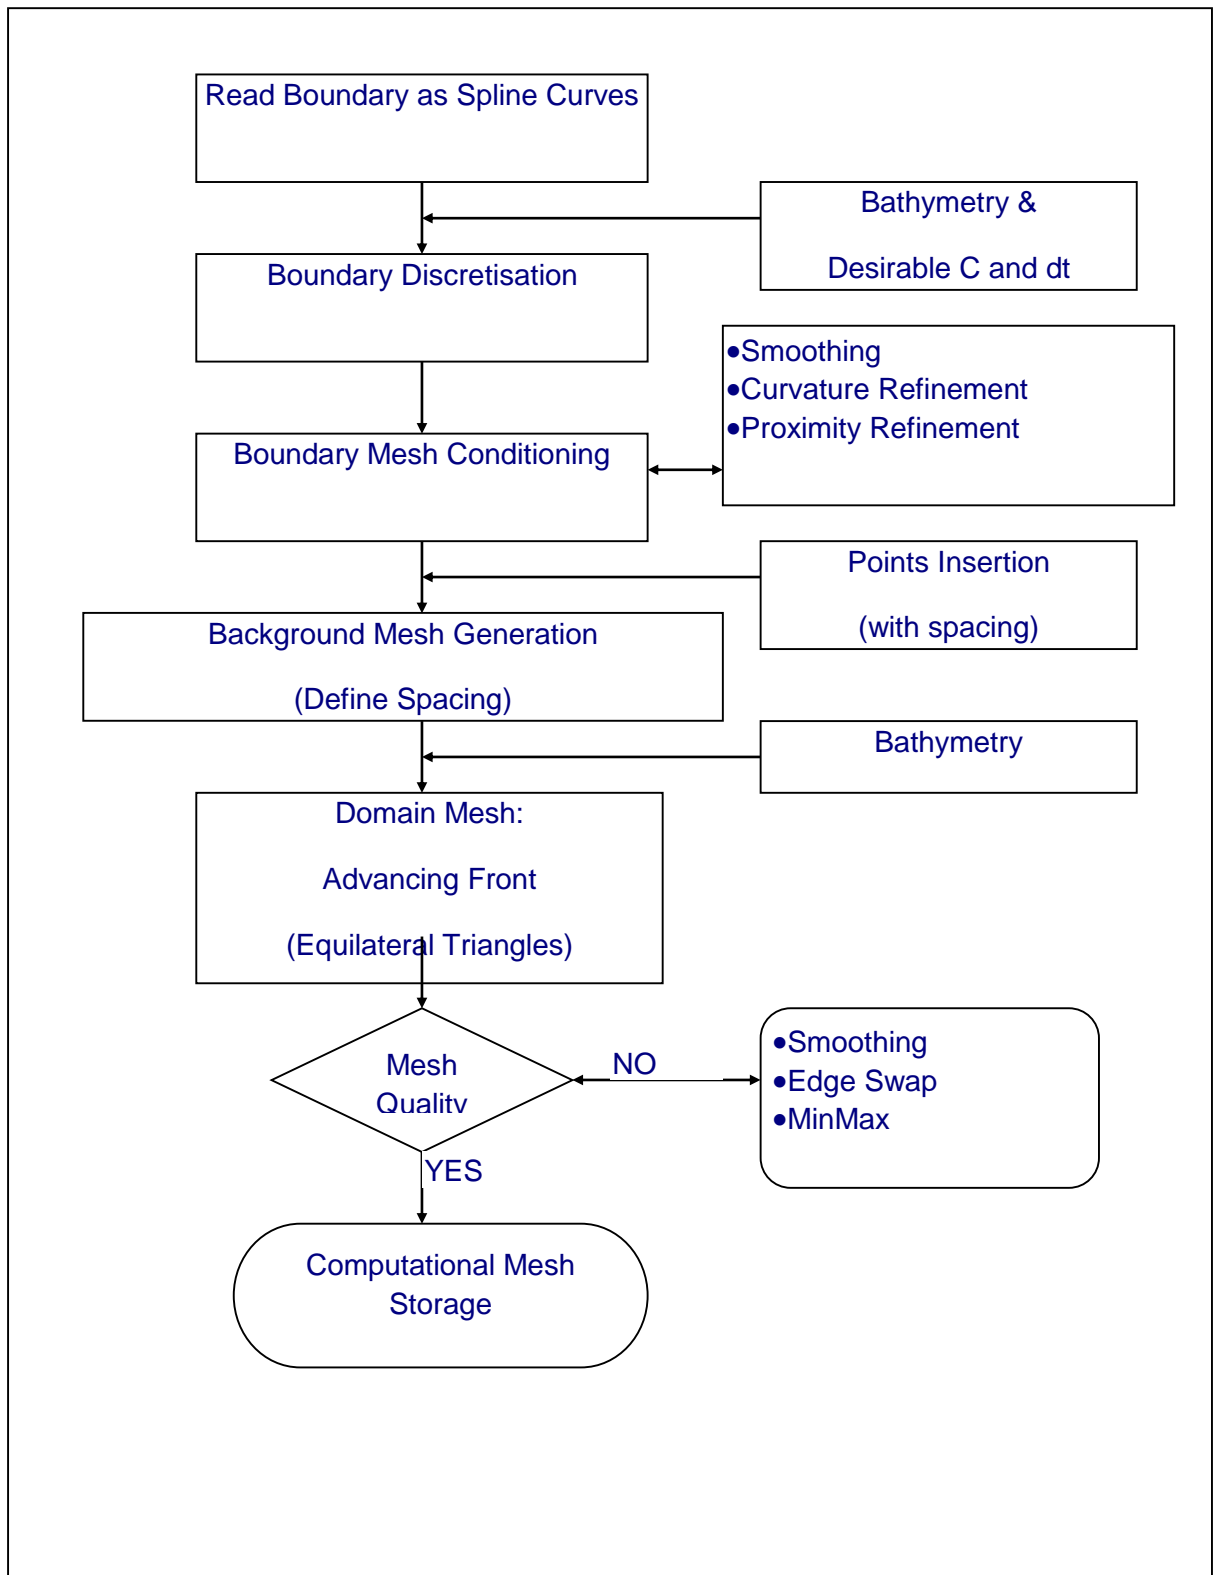 Read Boundary as Spline Curves
Bathymetry &
Desirable C and dt
Boundary Discretisation
•Smoothing
•Curvature Refinement
•Proximity Refinement
Boundary Mesh Conditioning
Points Insertion
(with spacing)
Background Mesh Generation
(Define Spacing)
Bathymetry
Domain Mesh:
Advancing Front
(Equilateral Triangles)
Mesh
Quality
NO
•Smoothing
•Edge Swap
•MinMax
YES
Computational Mesh
Storage